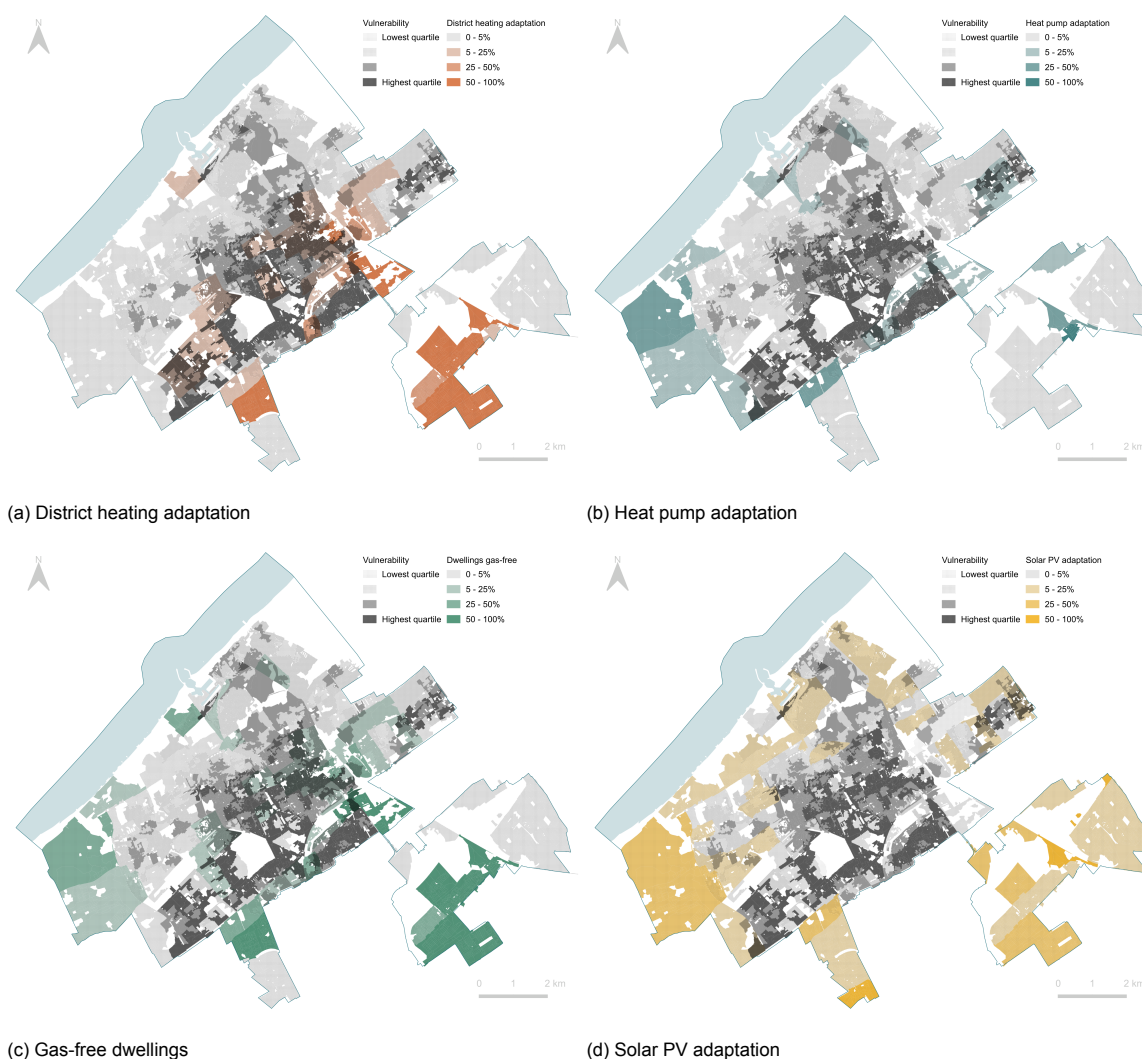 N
Vulnerability District heating adaptation
Lowest quartile 0 - 5%
5 - 25%
25 - 50%
Highest quartile 50 - 100%
0 1 2 km
(a) District heating adaptation
N
Vulnerability Heat pump adaptation
Lowest quartile 0 - 5%
5 - 25%
25 - 50%
Highest quartile 50 - 100%
0 1 2 km
(b) Heat pump adaptation
N
Vulnerability Dwellings gas-free
Lowest quartile 0 - 5%
5 - 25%
25 - 50%
Highest quartile 50 - 100%
0 1 2 km
(c) Gas-free dwellings
N
Vulnerability Solar PV adaptation
Lowest quartile 0 - 5%
5 - 25%
25 - 50%
Highest quartile 50 - 100%
0 1 2 km
(d) Solar PV adaptation